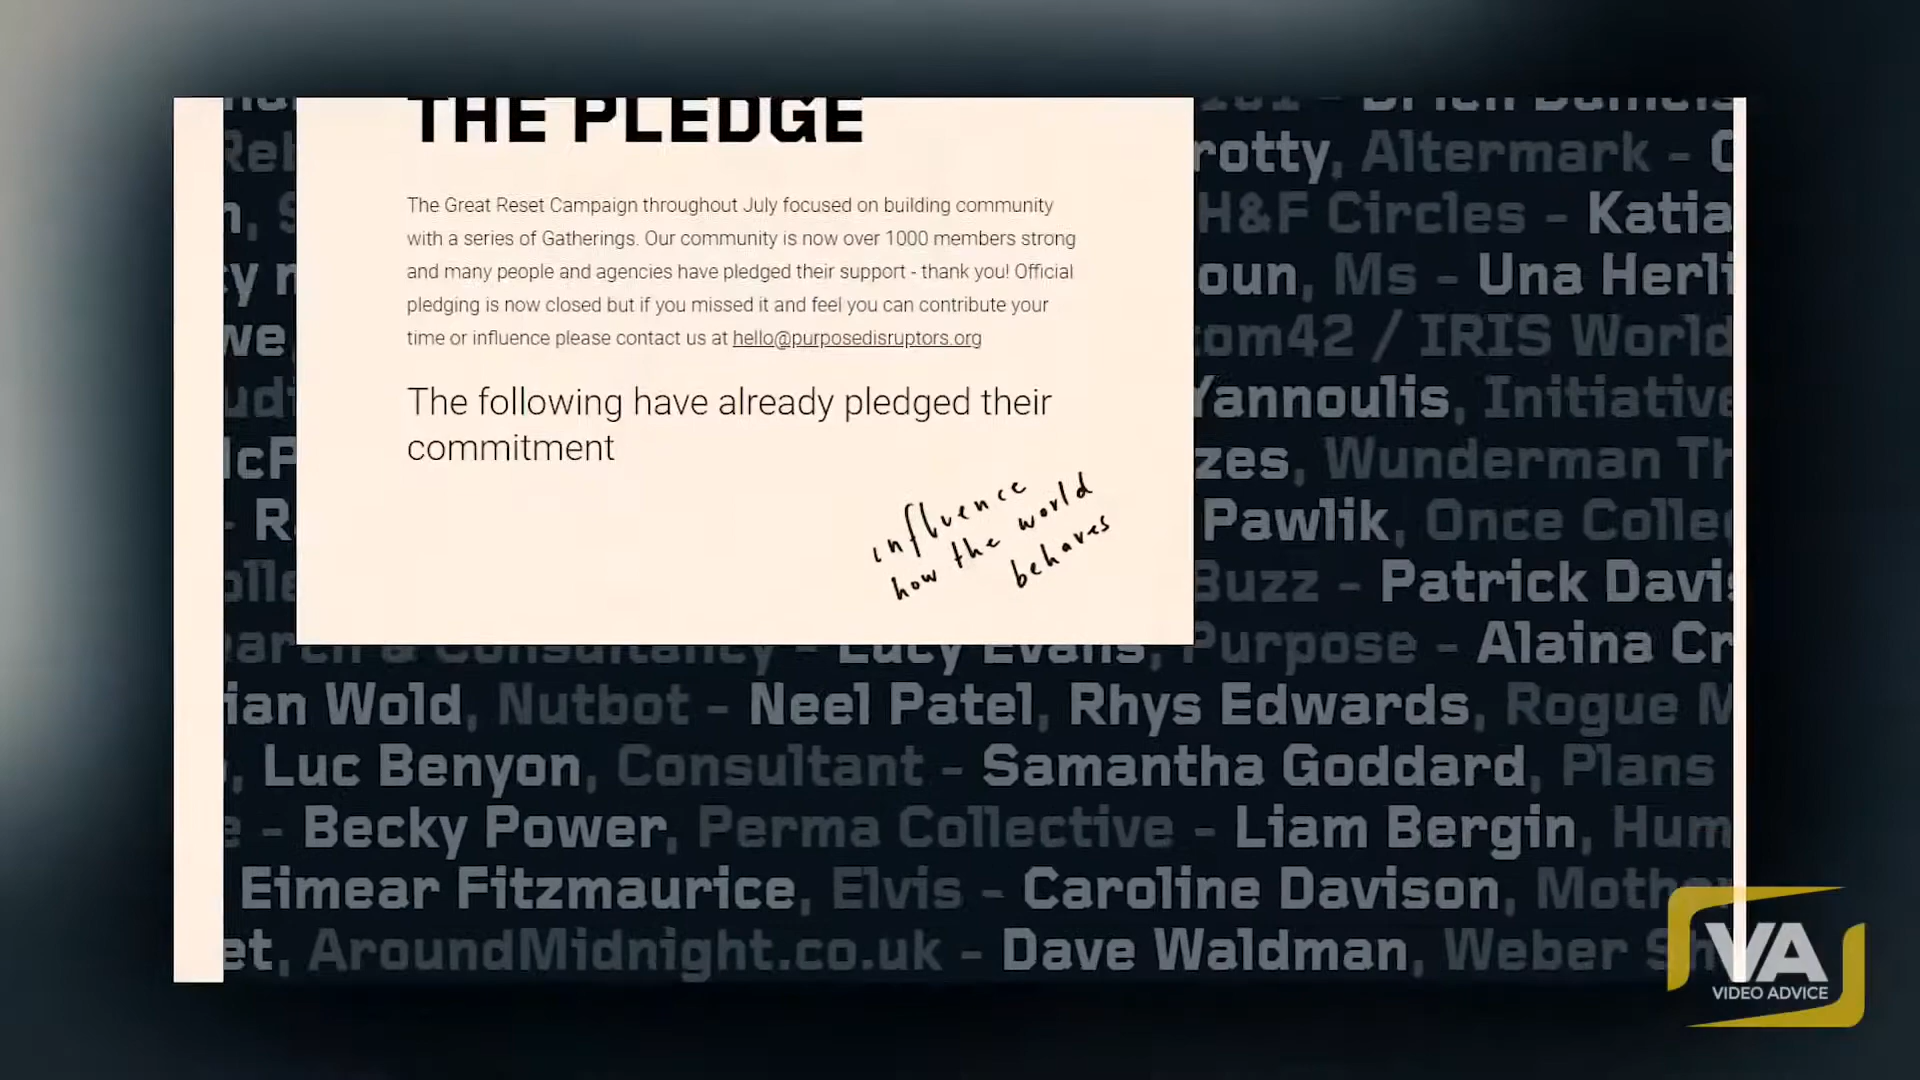 THE PLEDGE
The Great Reset Campaign throughout July focused on building community
with a series of Gatherings. Our community is now over 1000 members strong
and many people and agencies have pledged their support - thank you! Official
pledging is now closed but if you missed it and feel you can contribute your
time or influence please contact us at hello@purposedisruptors.org
The following have already pledged their
commitment
influence
how the world
behaves
rotty, Altermark -
H&F Circles - Katia
oun, Ms - Una Herli
om42 / IRIS World
Yannoulis, Initiative
zes, Wunderman Th
Pawlik, Once Colle
Buzz - Patrick Davis
Lucy Evans, Purpose - Alaina Cr
ian Wold, Nutbot - Neel Patel, Rhys Edwards, Rogue M
, Luc Benyon, Consultant - Samantha Goddard, Plans
e - Becky Power, Perma Collective - Liam Bergin, Hum
Eimear Fitzmaurice, Elvis - Caroline Davison, Moth
et, AroundMidnight.co.uk - Dave Waldman, Weber Sh
VA
VIDEO ADVICE